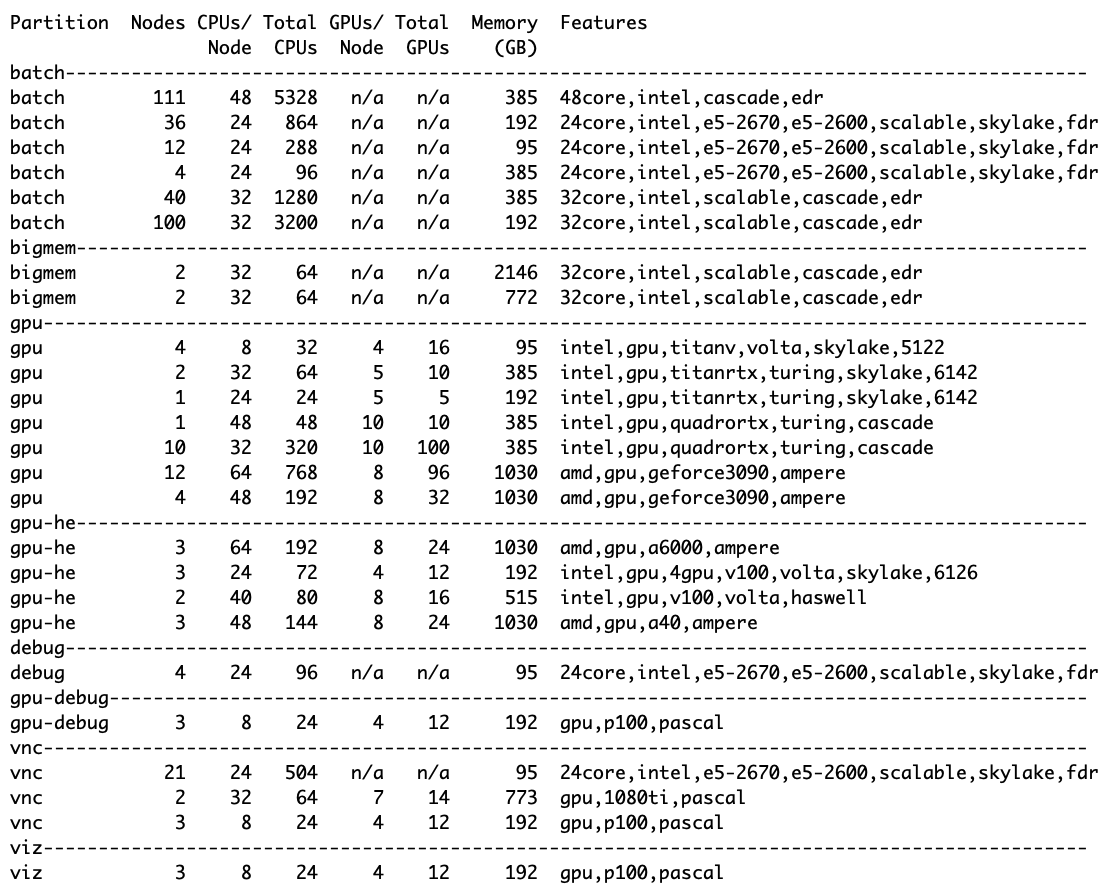 Partition  Nodes CPUs/ Total GPUs/ Total  Memory  Features
                  Node  CPUs  Node  GPUs    (GB)
batch---------------------------------------------------------------------------------------------
batch        111    48  5328   n/a   n/a     385  48core,intel,cascade,edr
batch         36    24   864   n/a   n/a     192  24core,intel,e5-2670,e5-2600,scalable,skylake,fdr
batch         12    24   288   n/a   n/a      95  24core,intel,e5-2670,e5-2600,scalable,skylake,fdr
batch          4    24    96   n/a   n/a     385  24core,intel,e5-2670,e5-2600,scalable,skylake,fdr
batch         40    32  1280   n/a   n/a     385  32core,intel,scalable,cascade,edr
batch        100    32  3200   n/a   n/a     192  32core,intel,scalable,cascade,edr
bigmem--------------------------------------------------------------------------------------------
bigmem         2    32    64   n/a   n/a    2146  32core,intel,scalable,cascade,edr
bigmem         2    32    64   n/a   n/a     772  32core,intel,scalable,cascade,edr
gpu-----------------------------------------------------------------------------------------------
gpu            4     8    32     4    16      95  intel,gpu,titanv,volta,skylake,5122
gpu            2    32    64     5    10     385  intel,gpu,titanrtx,turing,skylake,6142
gpu            1    24    24     5     5     192  intel,gpu,titanrtx,turing,skylake,6142
gpu            1    48    48    10    10     385  intel,gpu,quadrortx,turing,cascade
gpu           10    32   320    10   100     385  intel,gpu,quadrortx,turing,cascade
gpu           12    64   768     8    96    1030  amd,gpu,geforce3090,ampere
gpu            4    48   192     8    32    1030  amd,gpu,geforce3090,ampere
gpu-he--------------------------------------------------------------------------------------------
gpu-he         3    64   192     8    24    1030  amd,gpu,a6000,ampere
gpu-he         3    24    72     4    12     192  intel,gpu,4gpu,v100,volta,skylake,6126
gpu-he         2    40    80     8    16     515  intel,gpu,v100,volta,haswell
gpu-he         3    48   144     8    24    1030  amd,gpu,a40,ampere
debug---------------------------------------------------------------------------------------------
debug          4    24    96   n/a   n/a      95  24core,intel,e5-2670,e5-2600,scalable,skylake,fdr
gpu-debug-----------------------------------------------------------------------------------------
gpu-debug      3     8    24     4    12     192  gpu,p100,pascal
vnc-----------------------------------------------------------------------------------------------
vnc           21    24   504   n/a   n/a      95  24core,intel,e5-2670,e5-2600,scalable,skylake,fdr
vnc            2    32    64     7    14     773  gpu,1080ti,pascal
vnc            3     8    24     4    12     192  gpu,p100,pascal
viz-----------------------------------------------------------------------------------------------
viz            3     8    24     4    12     192  gpu,p100,pascal